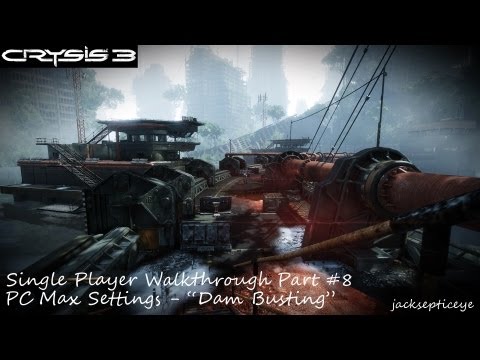 CRYSIS 3
Single Player Walkthrough Part #8
PC Max Settings - “Dam Busting”
jacksepticeye